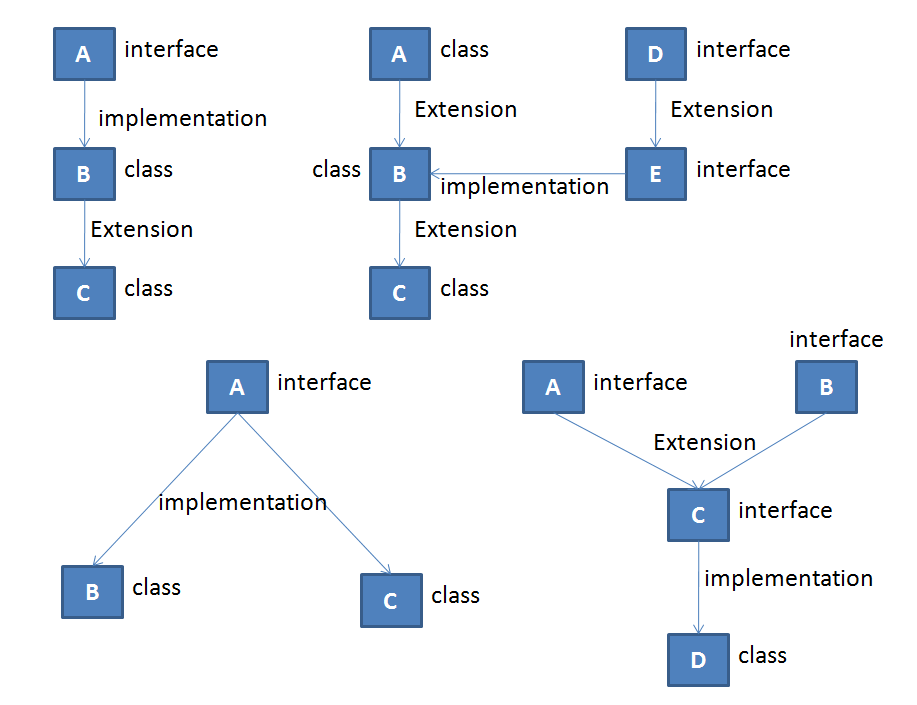 A interface
implementation
B class
Extension
C class
A class
Extension
class B
implementation
Extension
C class
D interface
Extension
E interface
A interface
implementation
B class
C class
A interface
interface
B
Extension
C interface
implementation
D class